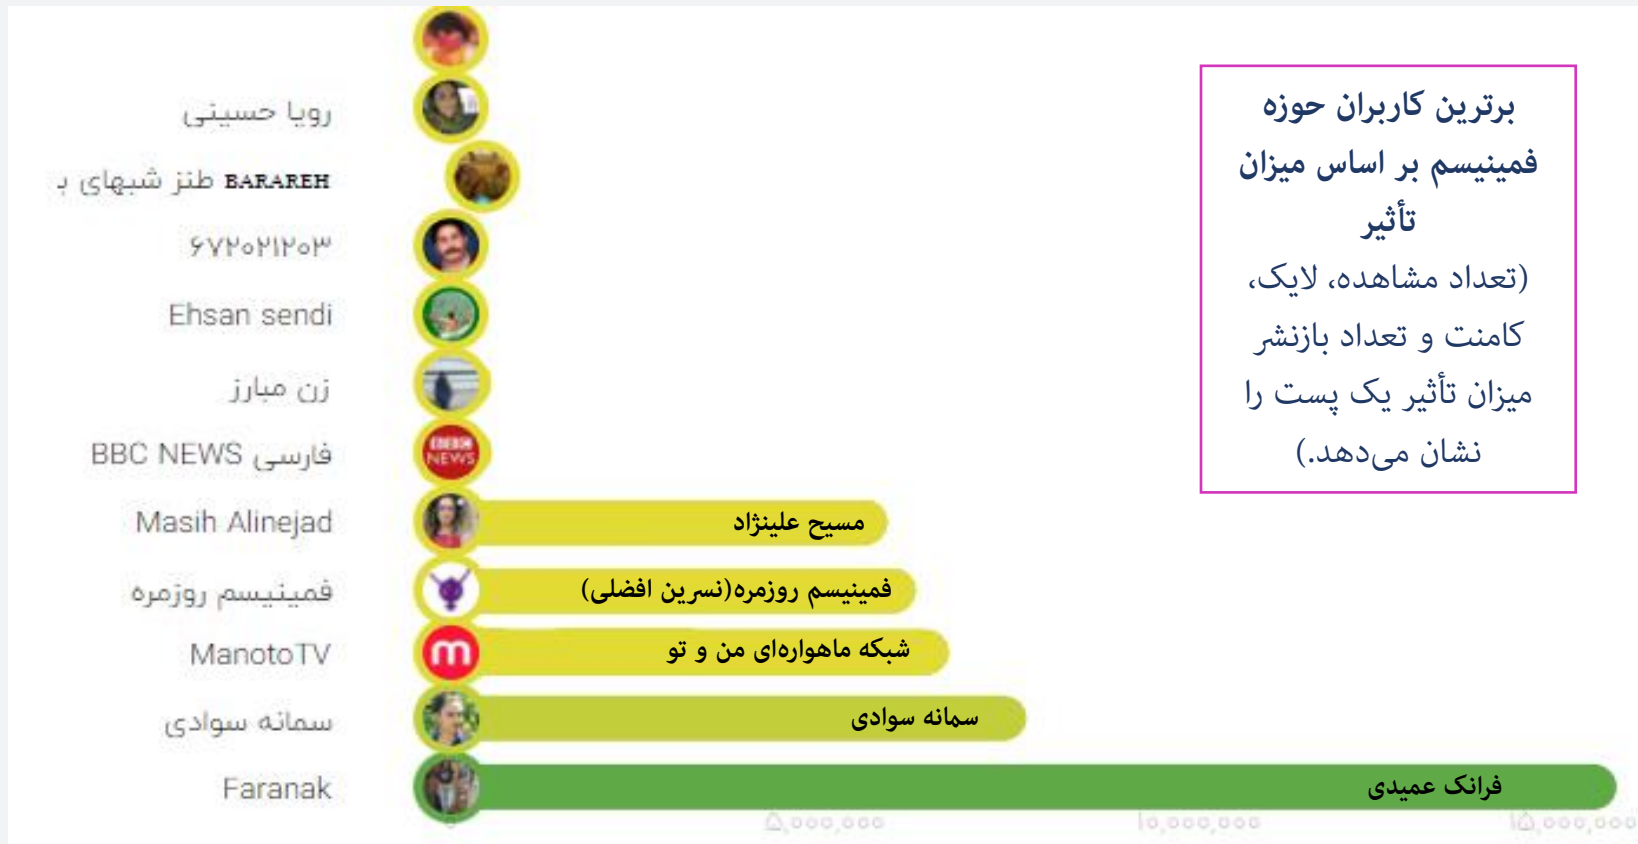 برترین کاربران حوزه
فمینیسم بر اساس میزان
تأثیر
(تعداد مشاهده، لایک،
کامنت و تعداد بازنشر
میزان تأثیر یک پست را
نشان می‌دهد.)
رویا حسینی
BARAREH طنز شبهای ب
۶۷۲۰۲۱۲۰۳
Ehsan sendi
زن مبارز
BBC NEWS فارسی
NEWS
Masih Alinejad
مسیح علینژاد
فمینیسم روزمره
فمینیسم روزمره(نسرین افضلی)
ManotoTV
m
شبکه ماهواره‌ای من و تو
سمانه سوادی
سمانه سوادی
Faranak
فرانک عمیدی
۰
۵,۰۰۰,۰۰۰
۱۰,۰۰۰,۰۰۰
۱۵,۰۰۰,۰۰۰